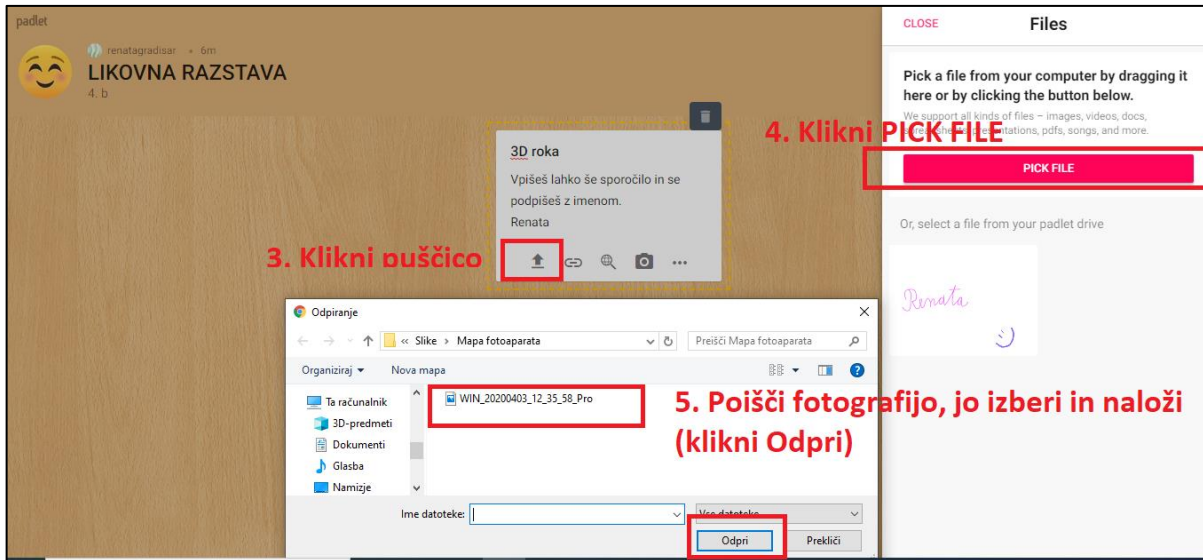 padlet
renatagradisar • 6m
LIKOVNA RAZSTAVA
4. b
3D roka
Vpišeš lahko še sporočilo in se
podpišeš z imenom.
Renata
3. Klikni puščico
CLOSE
Files
Pick a file from your computer by dragging it
here or by clicking the button below.
We support all kinds of files – images, videos, docs,
spreadsheets, presentations, pdfs, songs, and more.
4. Klikni PICK FILE
PICK FILE
Or, select a file from your padlet drive
Renata
Odpiranje
« Slike › Mapa fotoaparata
Preišči Mapa fotoaparata
Organiziraj
Nova mapa
Ta računalnik
3D-predmeti
Dokumenti
Glasba
Namizje
WIN_20200403_12_35_58_Pro
5. Poišči fotografijo, jo izberi in naloži
(klikni Odpri)
Ime datoteke:
Vse datoteke
Odpri
Prekliči